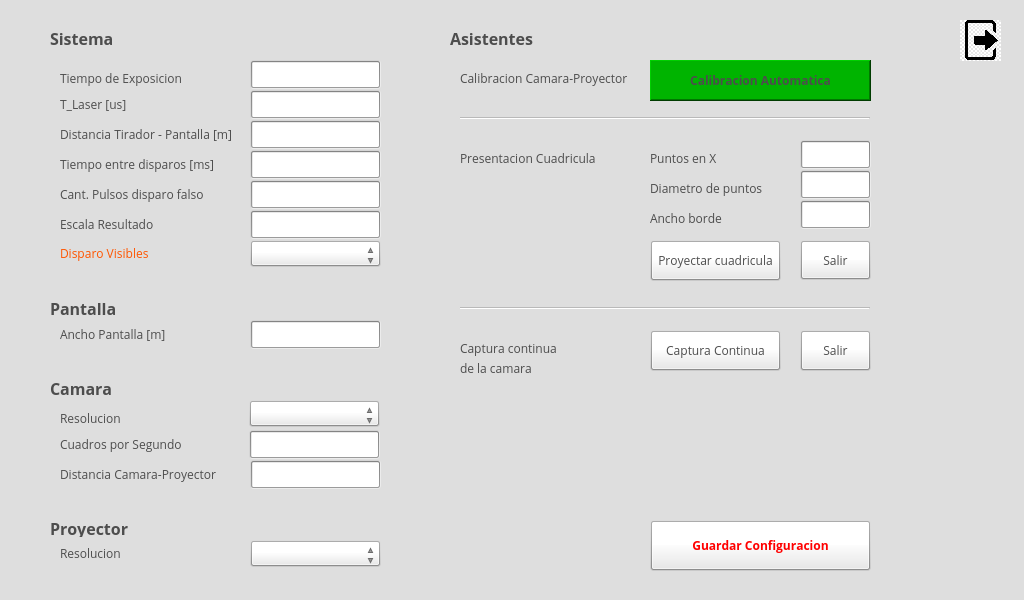 Sistema
Tiempo de Exposicion
T_Laser [us]
Distancia Tirador - Pantalla [m]
Tiempo entre disparos [ms]
Cant. Pulsos disparo falso
Escala Resultado
Disparo Visibles
Pantalla
Ancho Pantalla [m]
Camara
Resolucion
Cuadros por Segundo
Distancia Camara-Proyector
Proyector
Resolucion
Asistentes
Calibracion Camara-Proyector
Calibracion Automatica
Presentacion Cuadricula
Puntos en X
Diametro de puntos
Ancho borde
Proyectar cuadricula
Salir
Captura continua
de la camara
Captura Continua
Salir
Guardar Configuracion